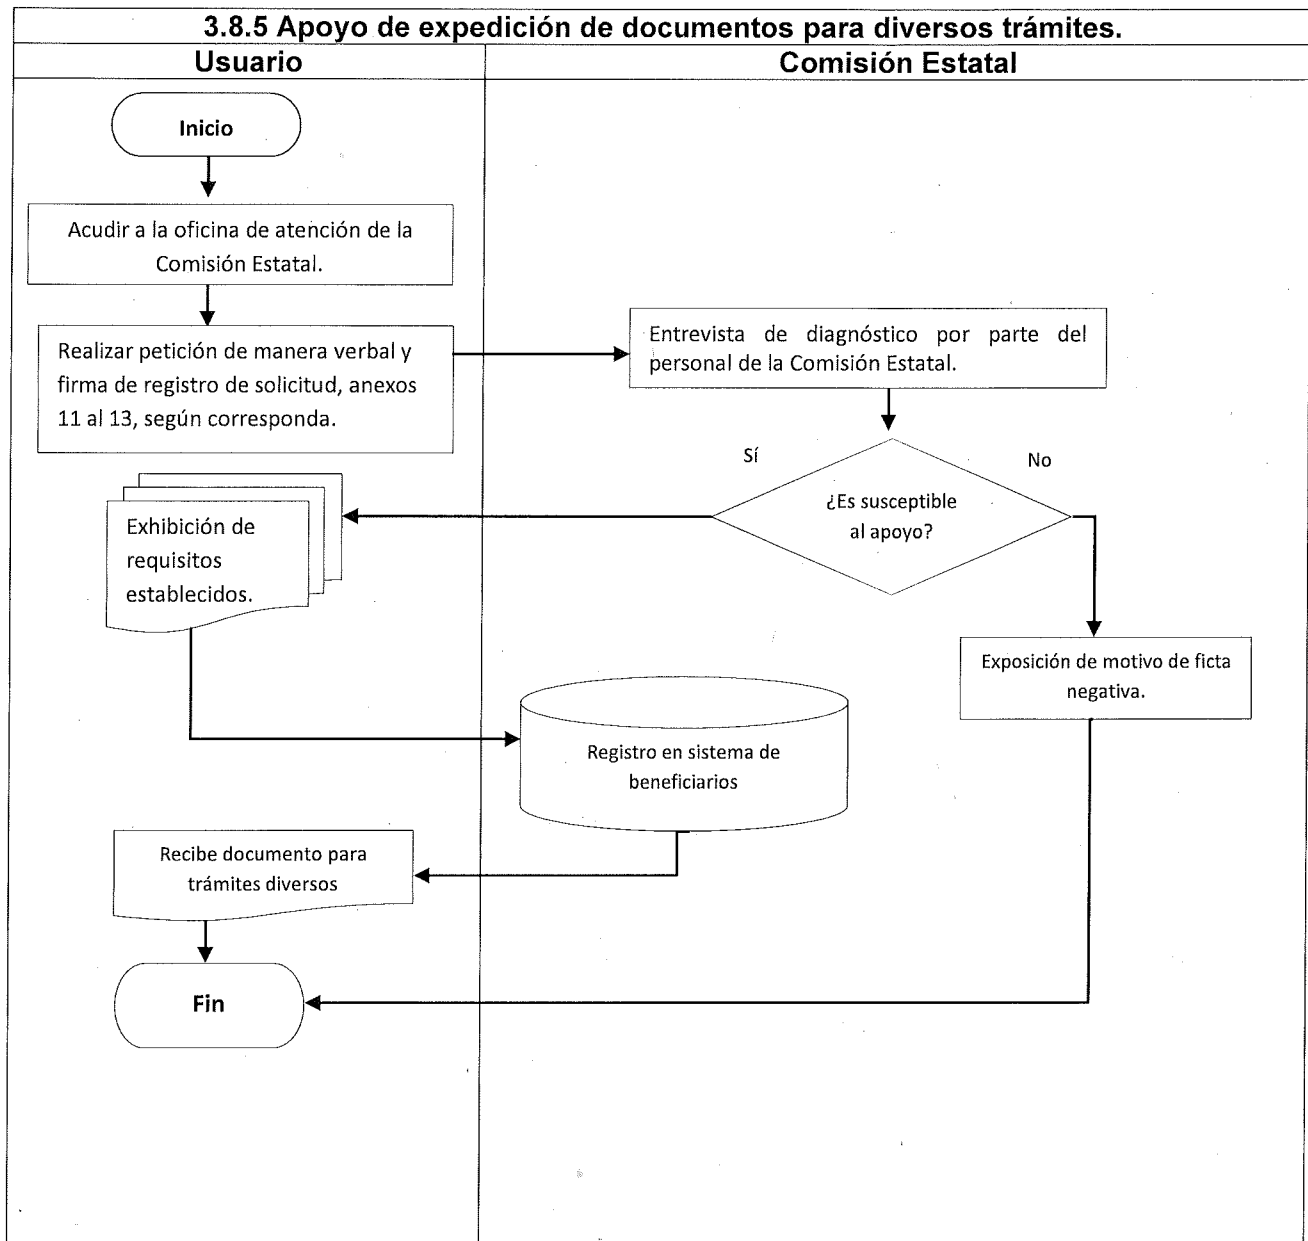 3.8.5 Apoyo de expedición de documentos para diversos trámites.
Usuario
Comisión Estatal
Inicio
Acudir a la oficina de atención de la
Comisión Estatal.
Realizar petición de manera verbal y
firma de registro de solicitud, anexos
11 al 13, según corresponda.
Entrevista de diagnóstico por parte del
personal de la Comisión Estatal.
Sí
No
¿Es susceptible
al apoyo?
Exhibición de
requisitos
establecidos.
Exposición de motivo de ficta
negativa.
Registro en sistema de
beneficiarios
Recibe documento para
trámites diversos
Fin